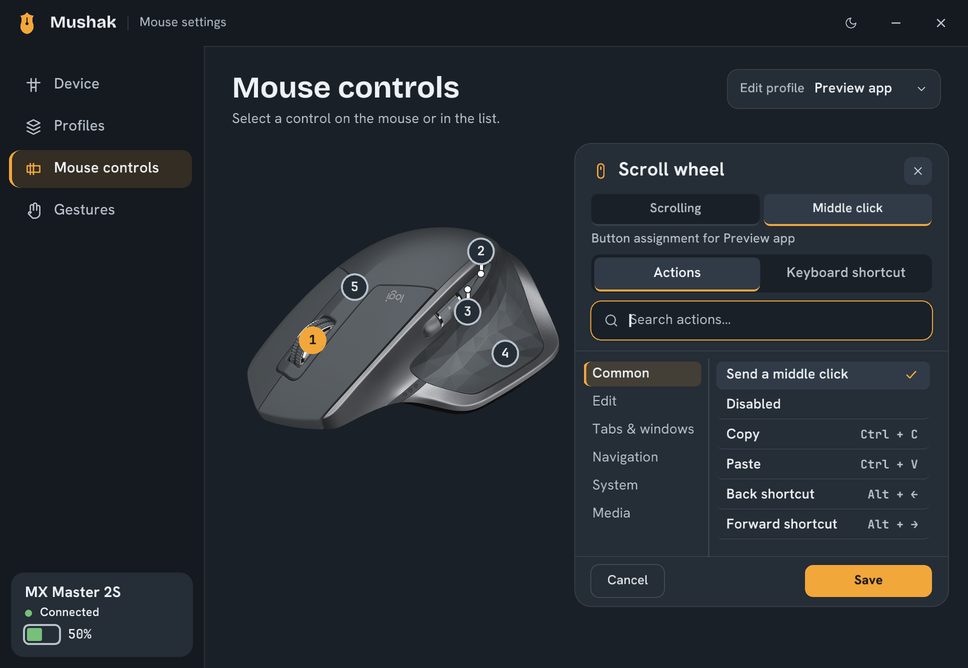 Mushak
Mouse settings
Device
Profiles
Mouse controls
Gestures
MX Master 2S
Connected
50%
Mouse controls
Select a control on the mouse or in the list.
Edit profile Preview app
1
2
3
4
5
logi
Scroll wheel
Scrolling
Middle click
Button assignment for Preview app
Actions
Keyboard shortcut
Search actions...
Common
Edit
Tabs & windows
Navigation
System
Media
Send a middle click
Disabled
Copy Ctrl + C
Paste Ctrl + V
Back shortcut Alt + ←
Forward shortcut Alt + →
Cancel
Save